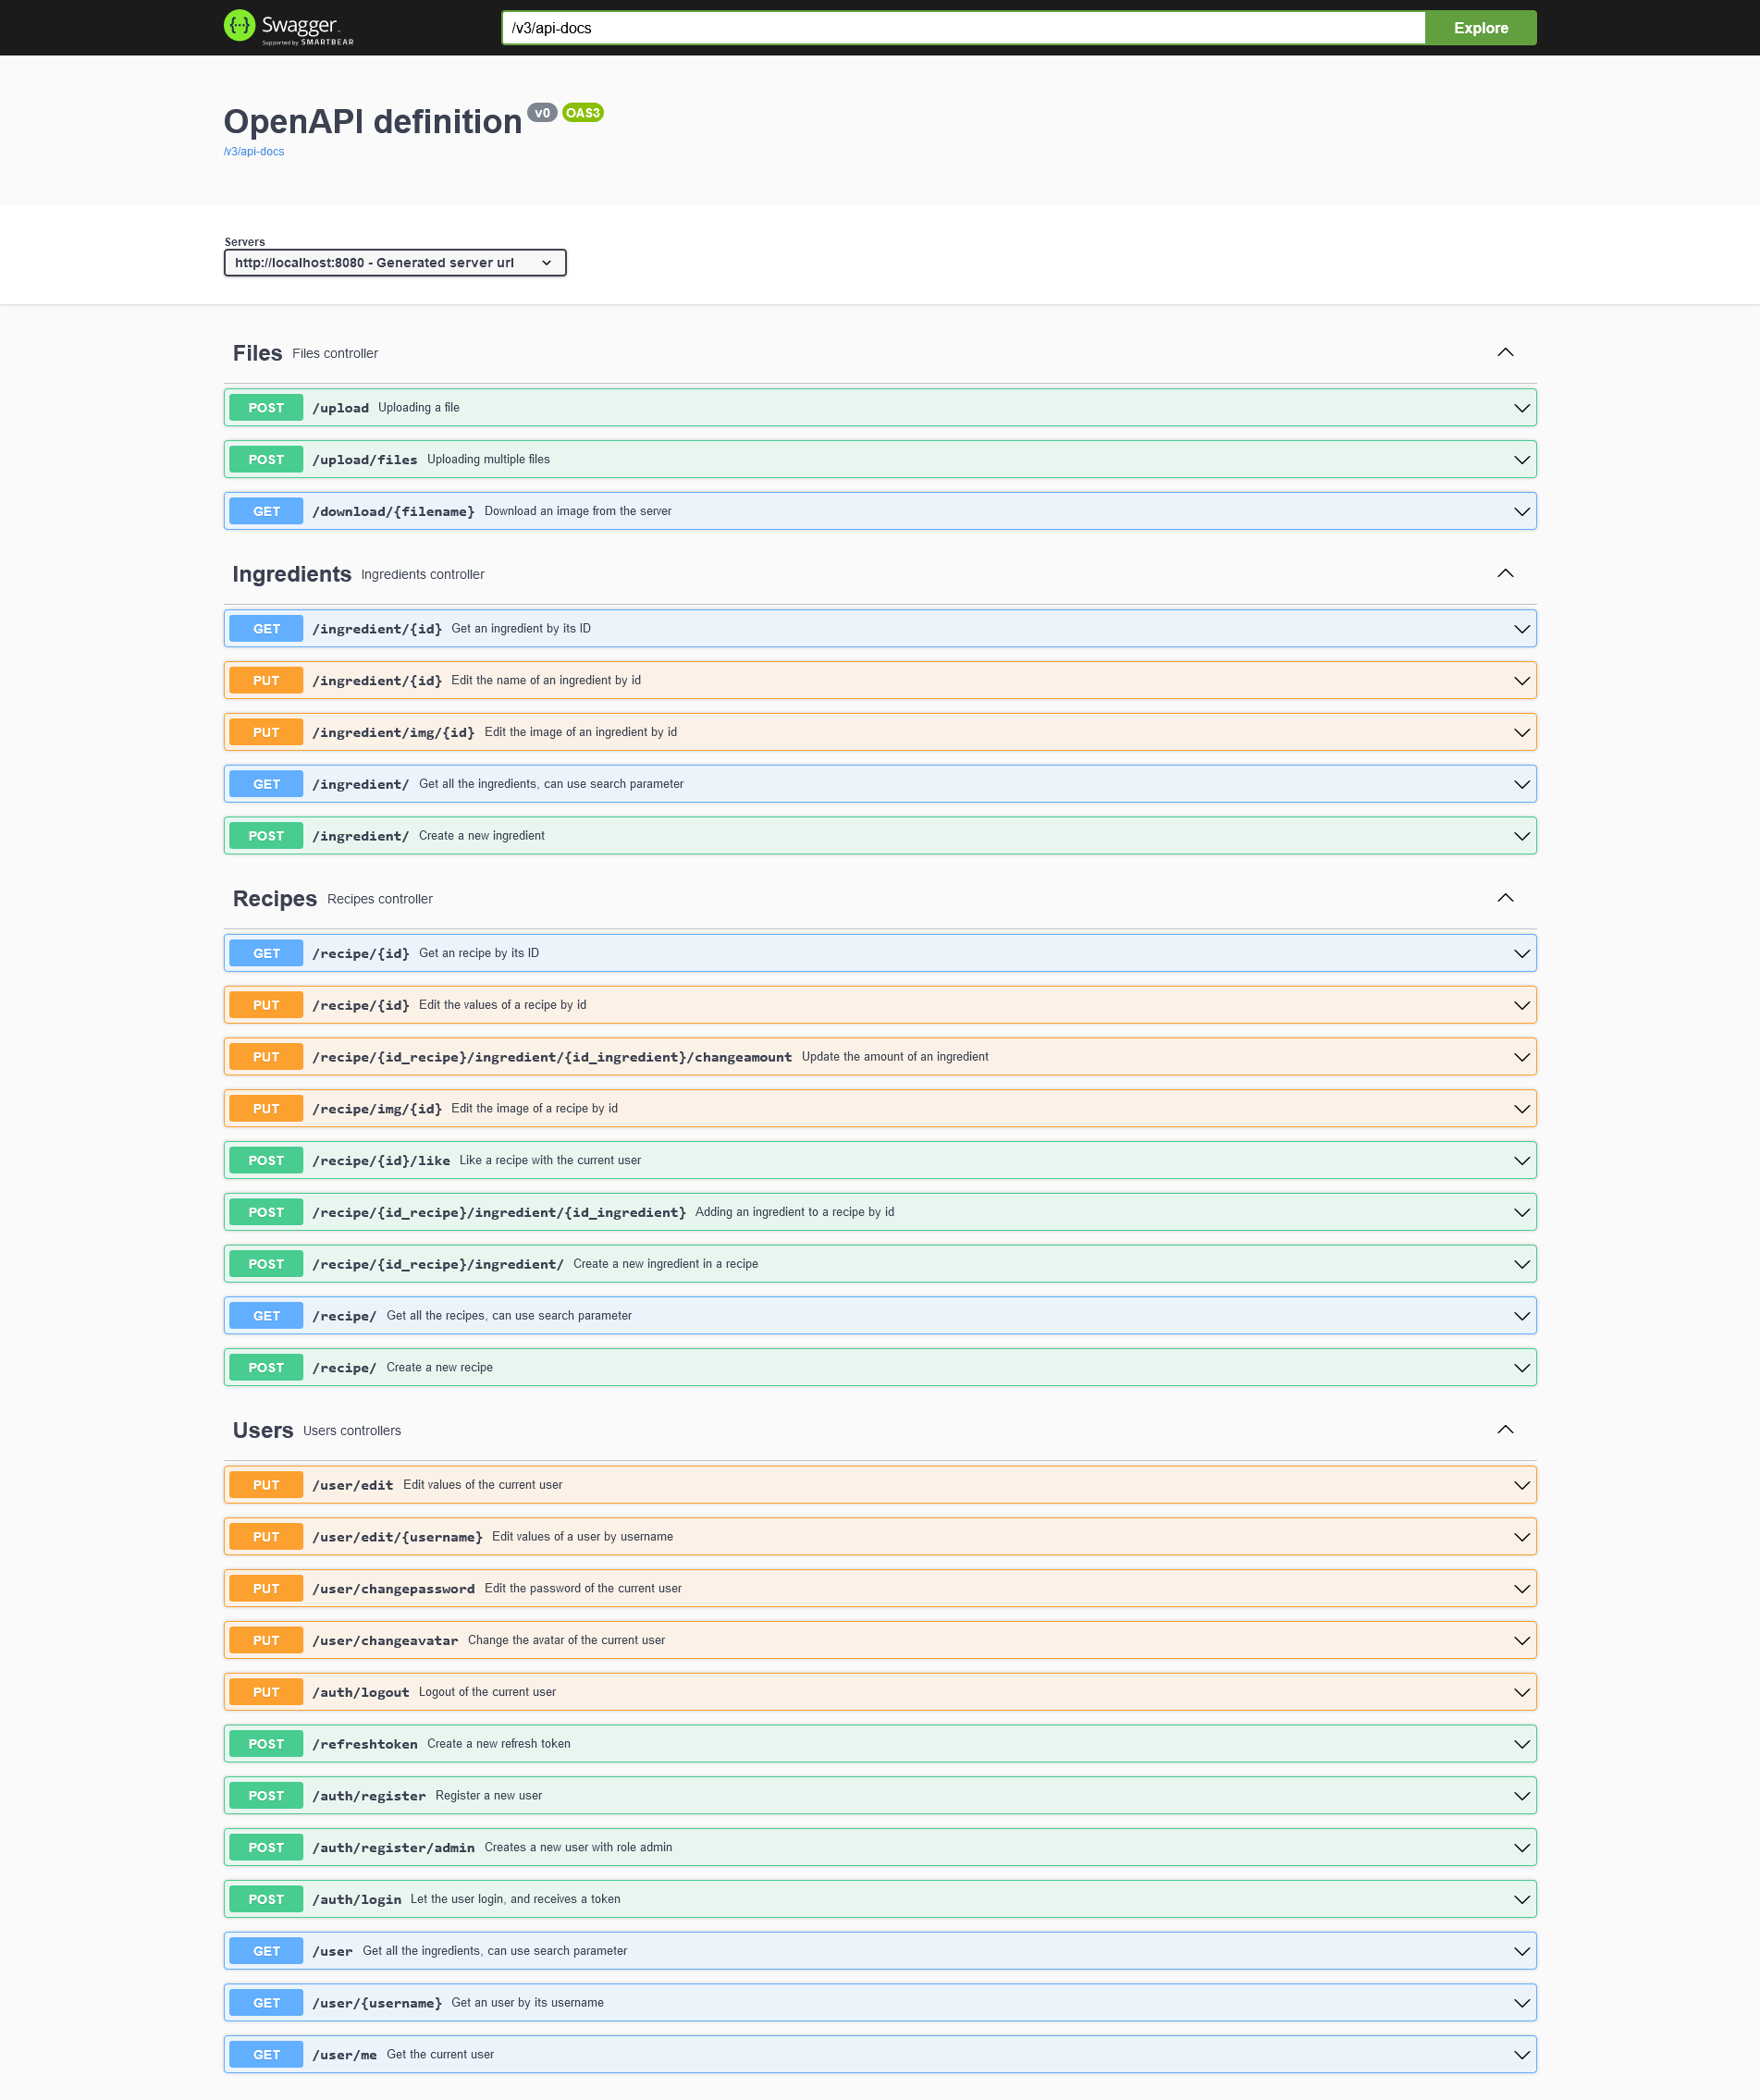 Swagger.
Supported by SMARTBEAR
/v3/api-docs
Explore
OpenAPI definition v0 OAS3
/v3/api-docs
Servers
http://localhost:8080 - Generated server url
Files Files controller
POST /upload Uploading a file
POST /upload/files Uploading multiple files
GET /download/{filename} Download an image from the server
Ingredients Ingredients controller
GET /ingredient/{id} Get an ingredient by its ID
PUT /ingredient/{id} Edit the name of an ingredient by id
PUT /ingredient/img/{id} Edit the image of an ingredient by id
GET /ingredient/ Get all the ingredients, can use search parameter
POST /ingredient/ Create a new ingredient
Recipes Recipes controller
GET /recipe/{id} Get an recipe by its ID
PUT /recipe/{id} Edit the values of a recipe by id
PUT /recipe/{id_recipe}/ingredient/{id_ingredient}/changeamount Update the amount of an ingredient
PUT /recipe/img/{id} Edit the image of a recipe by id
POST /recipe/{id}/like Like a recipe with the current user
POST /recipe/{id_recipe}/ingredient/{id_ingredient} Adding an ingredient to a recipe by id
POST /recipe/{id_recipe}/ingredient/ Create a new ingredient in a recipe
GET /recipe/ Get all the recipes, can use search parameter
POST /recipe/ Create a new recipe
Users Users controllers
PUT /user/edit Edit values of the current user
PUT /user/edit/{username} Edit values of a user by username
PUT /user/changepassword Edit the password of the current user
PUT /user/changeavatar Change the avatar of the current user
PUT /auth/logout Logout of the current user
POST /refreshtoken Create a new refresh token
POST /auth/register Register a new user
POST /auth/register/admin Creates a new user with role admin
POST /auth/login Let the user login, and receives a token
GET /user Get all the ingredients, can use search parameter
GET /user/{username} Get an user by its username
GET /user/me Get the current user